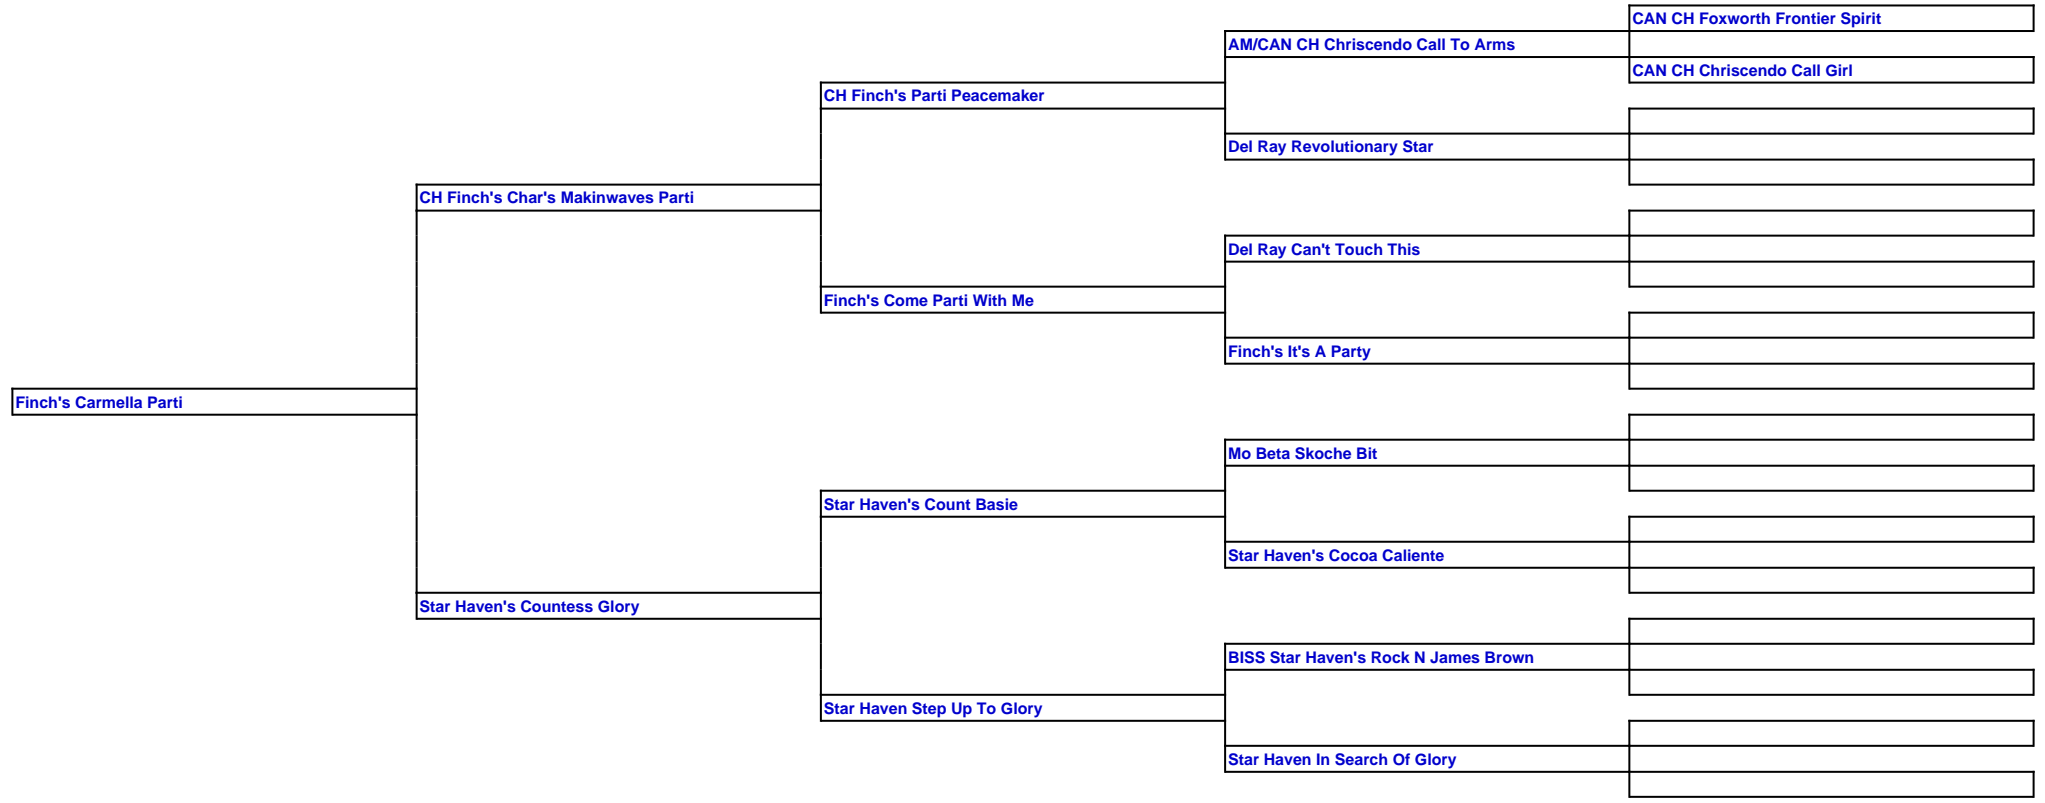 CAN CH Foxworth Frontier Spirit
AM/CAN CH Chriscendo Call To Arms
CAN CH Chriscendo Call Girl
CH Finch's Parti Peacemaker
Del Ray Revolutionary Star
CH Finch's Char's Makinwaves Parti
Del Ray Can't Touch This
Finch's Come Parti With Me
Finch's It's A Party
Finch's Carmella Parti
Mo Beta Skoche Bit
Star Haven's Count Basie
Star Haven's Cocoa Caliente
Star Haven's Countess Glory
BISS Star Haven's Rock N James Brown
Star Haven Step Up To Glory
Star Haven In Search Of Glory